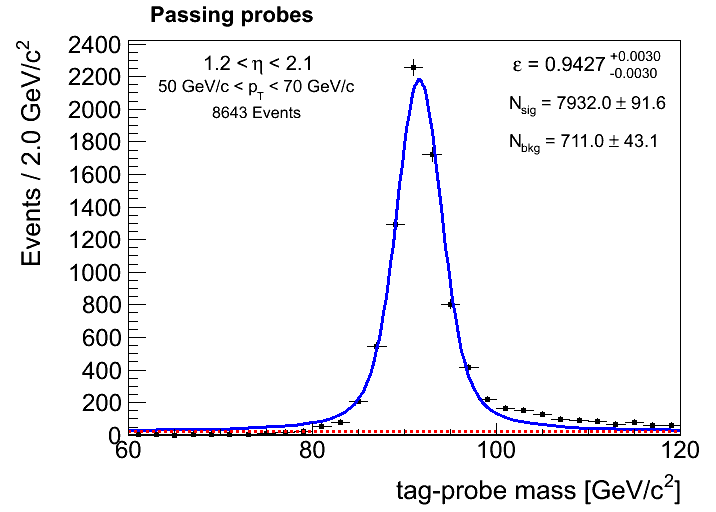 Passing probes
Events / 2.0 GeV/c²
2400
2200
2000
1800
1600
1400
1200
1000
800
600
400
200
0
1.2 < η < 2.1
50 GeV/c < p_T < 70 GeV/c
8643 Events
ε = 0.9427 +0.0030 -0.0030
N_sig = 7932.0 ± 91.6
N_bkg = 711.0 ± 43.1
60 80 100 120
tag-probe mass [GeV/c²]